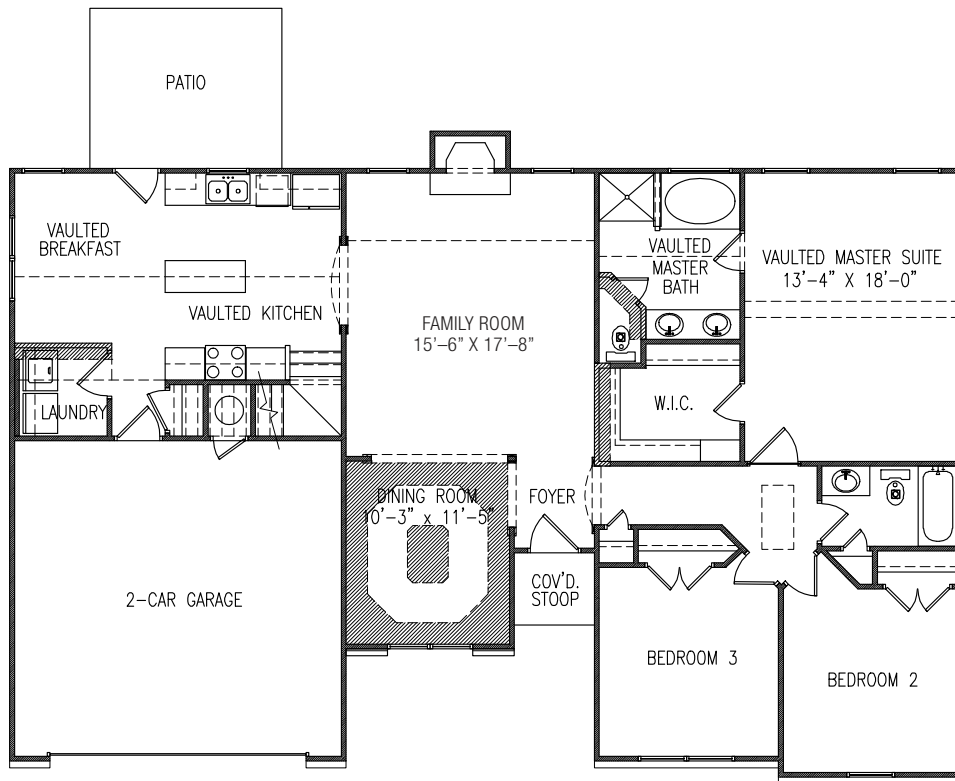 PATIO
VAULTED
BREAKFAST
VAULTED KITCHEN
LAUNDRY
FAMILY ROOM
15'-6" X 17'-8"
VAULTED
MASTER
BATH
VAULTED MASTER SUITE
13'-4" X 18'-0"
W.I.C.
DINING ROOM
10'-3" x 11'-5"
FOYER
COV'D.
STOOP
2-CAR GARAGE
BEDROOM 3
BEDROOM 2